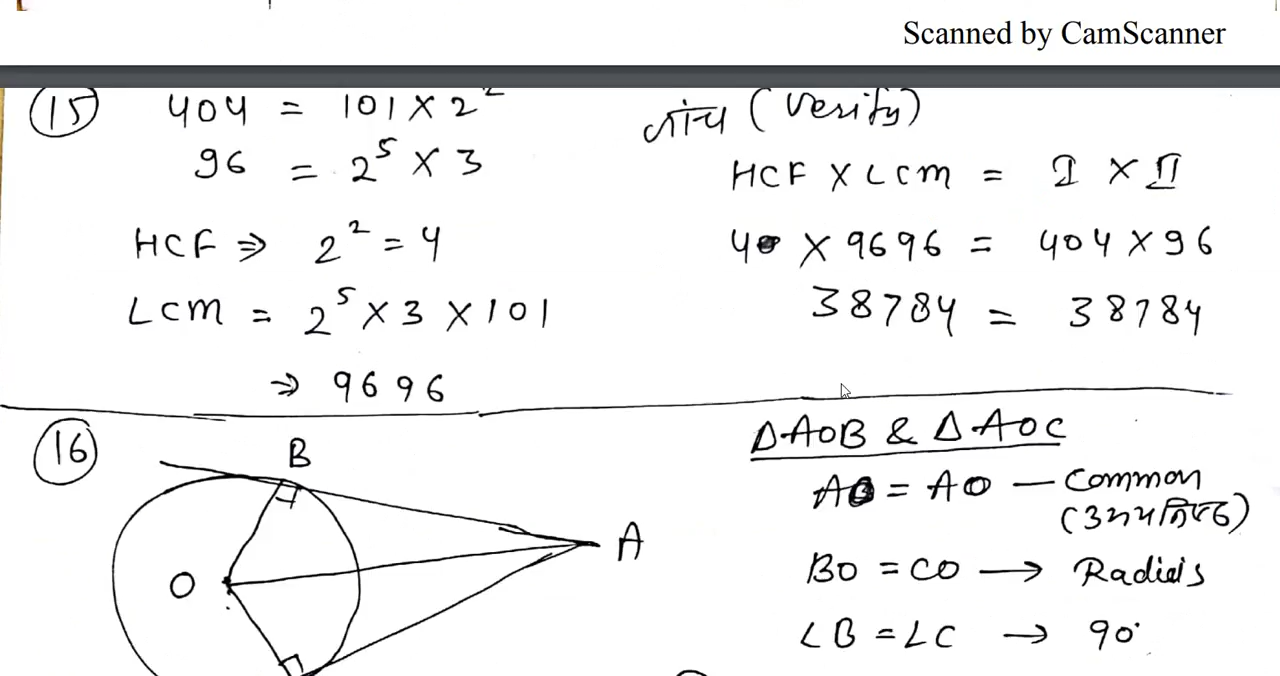 Scanned by CamScanner
15 404 = 101 × 2²
96 = 2⁵ × 3
HCF ⇒ 2² = 4
LCM = 2⁵ × 3 × 101
⇒ 9696
जांच (Verify)
HCF × LCM = I × II
4 × 9696 = 404 × 96
38784 = 38784
16
B
A
O
ΔAOB & ΔAOC
AO = AO — Common
(उभयनिष्ठ)
BO = CO → Radius
∠B = ∠C → 90°